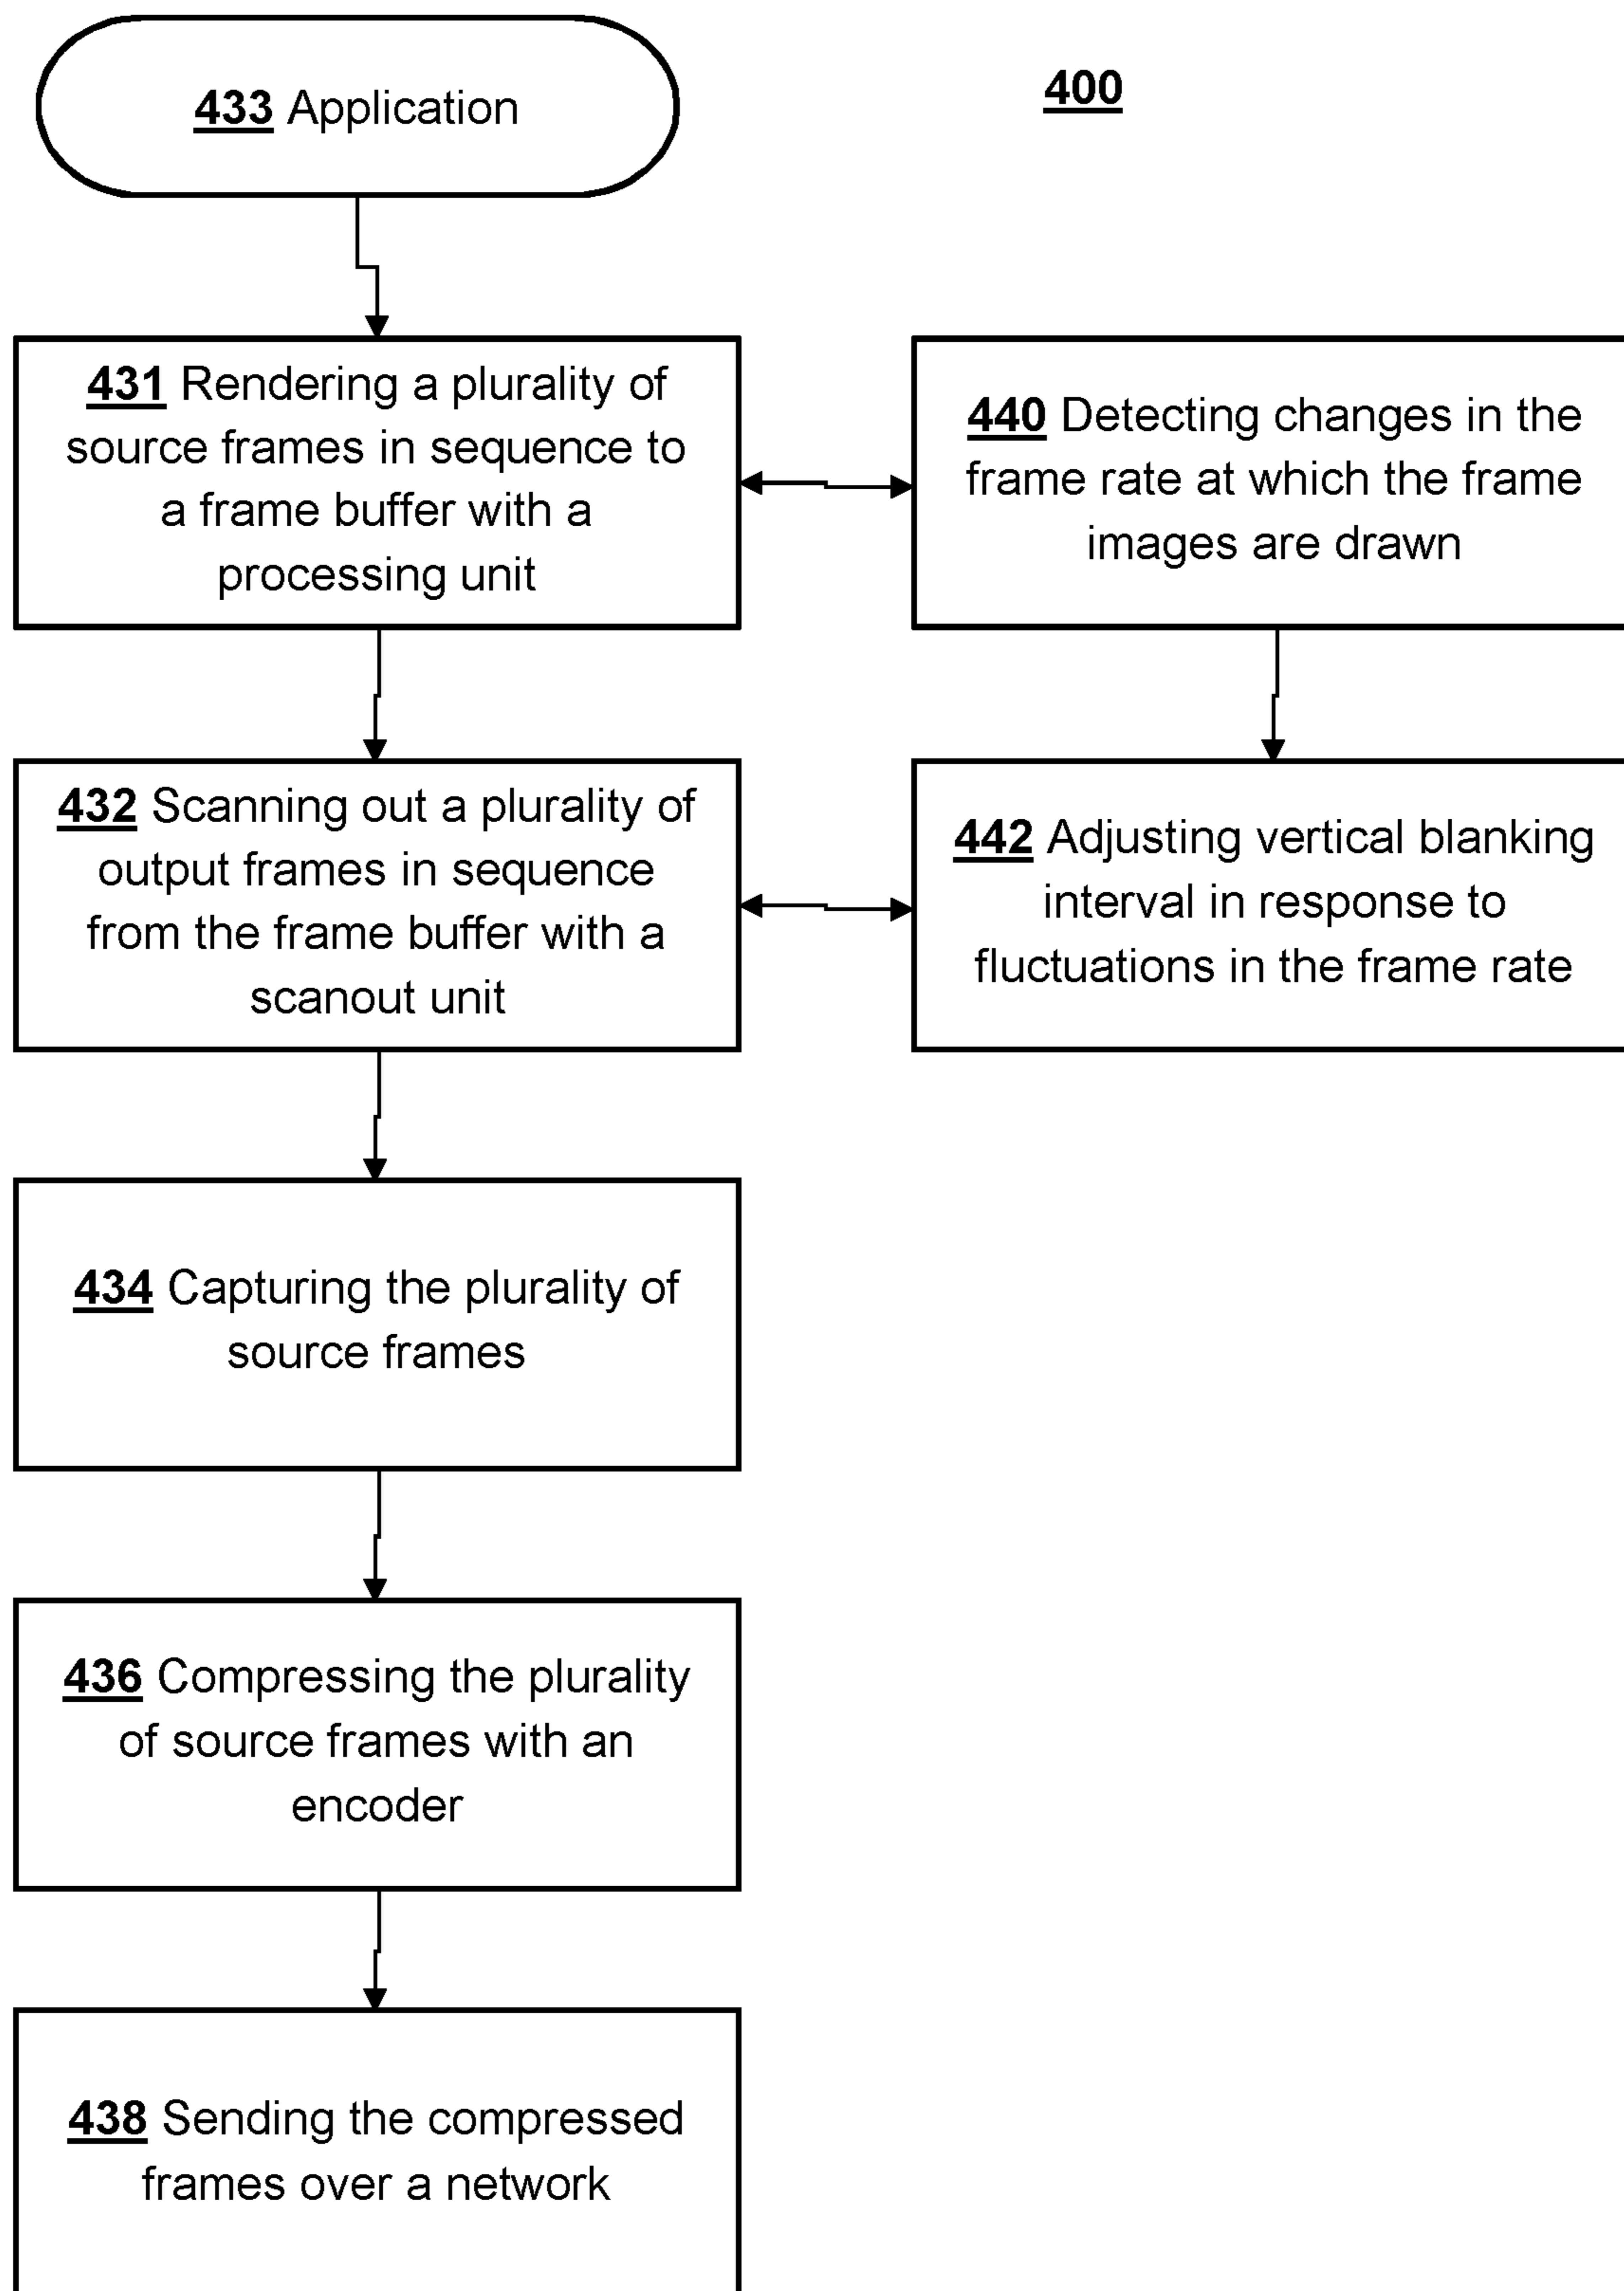 433 Application
400
431 Rendering a plurality of
source frames in sequence to
a frame buffer with a
processing unit
440 Detecting changes in the
frame rate at which the frame
images are drawn
432 Scanning out a plurality of
output frames in sequence
from the frame buffer with a
scanout unit
442 Adjusting vertical blanking
interval in response to
fluctuations in the frame rate
434 Capturing the plurality of
source frames
436 Compressing the plurality
of source frames with an
encoder
438 Sending the compressed
frames over a network